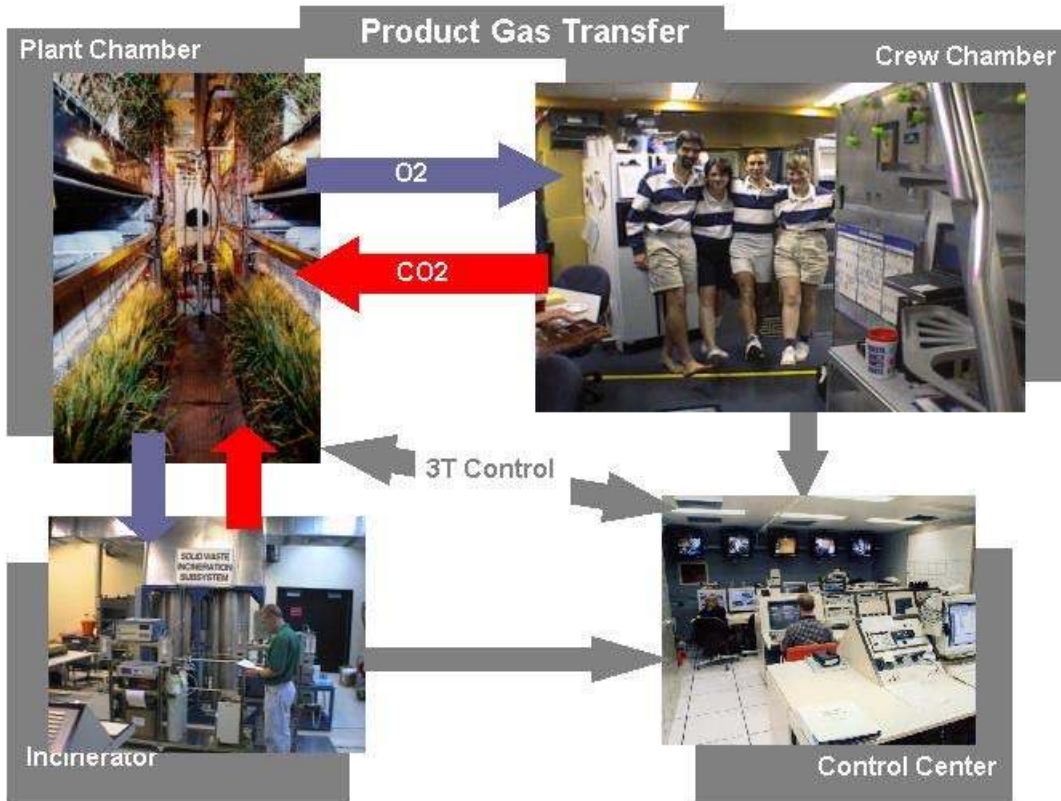 Product Gas Transfer
Plant Chamber
Crew Chamber
O2
CO2
3T Control
SOLID WASTE
INCINERATION
SUBSYSTEM
Incinerator
Control Center